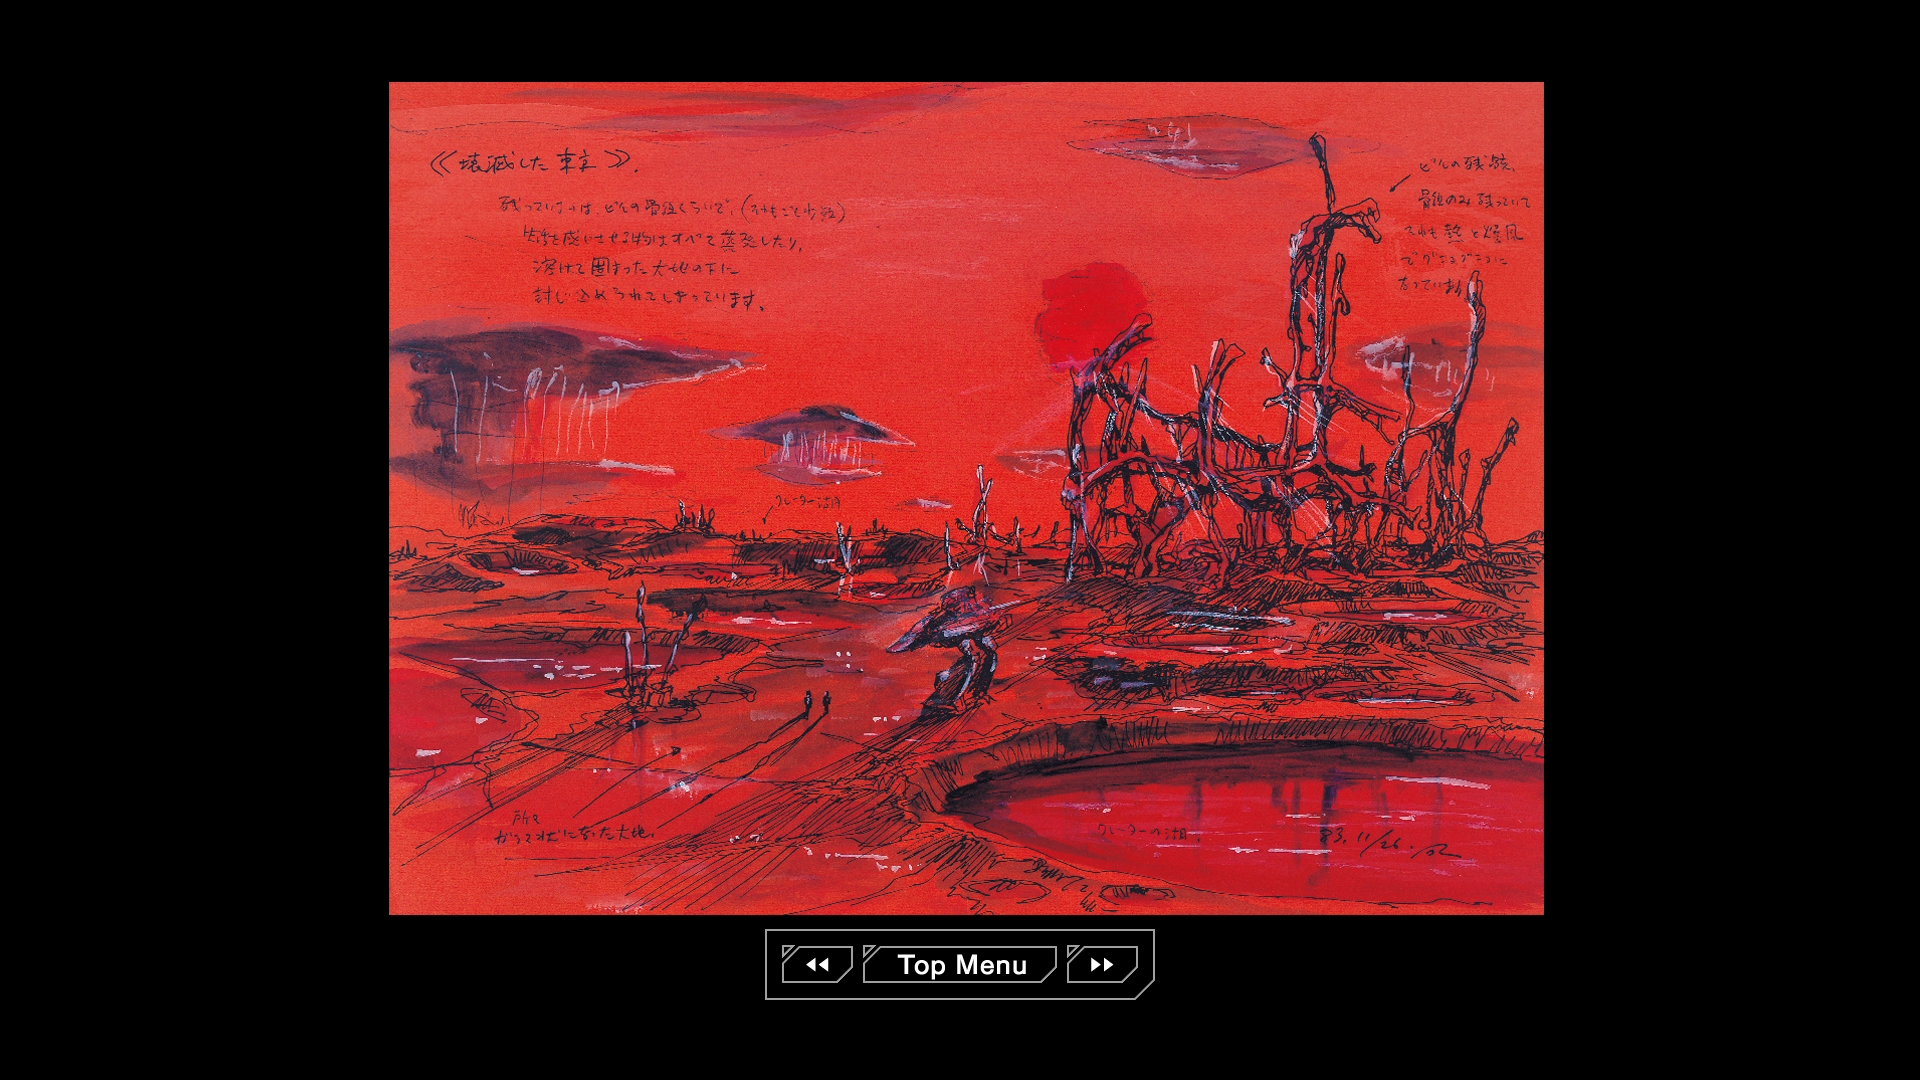 ≪壊滅した東京≫.
残っているのは、ビルの骨組くらいで、(それもごく少数)
生活を感じさせる物はすべて蒸発したり、
溶けて固まった大地の下に
封じ込められてしまっています。
ビルの残骸、
骨組のみ残っていて
それも熱と爆風
でグニャグニャに
なっています
クレーター湖
所々
ガラス状になった大地。
クレーターの湖
83. 11/26.
Top Menu